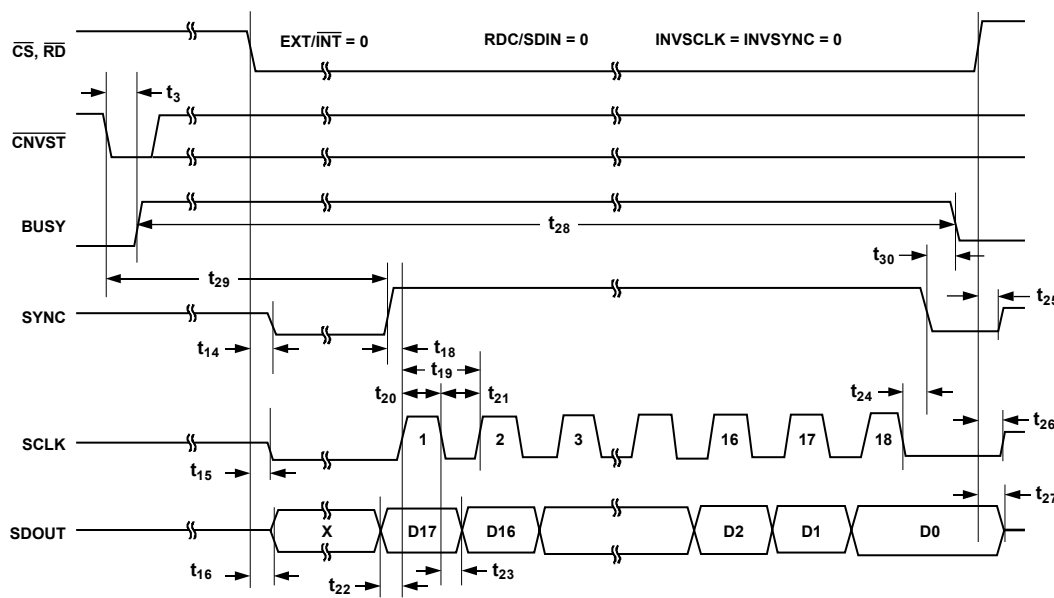 EXT/INT = 0 RDC/SDIN = 0 INVSCLK = INVSYNC = 0
CS, RD
t3
CNVST
BUSY
t28
t30
t29
t25
SYNC
t14
t18
t19
t20
t21
t24
t26
SCLK
1 2 3 16 17 18
t15
t27
SDOUT
X D17 D16 D2 D1 D0
t16
t22
t23